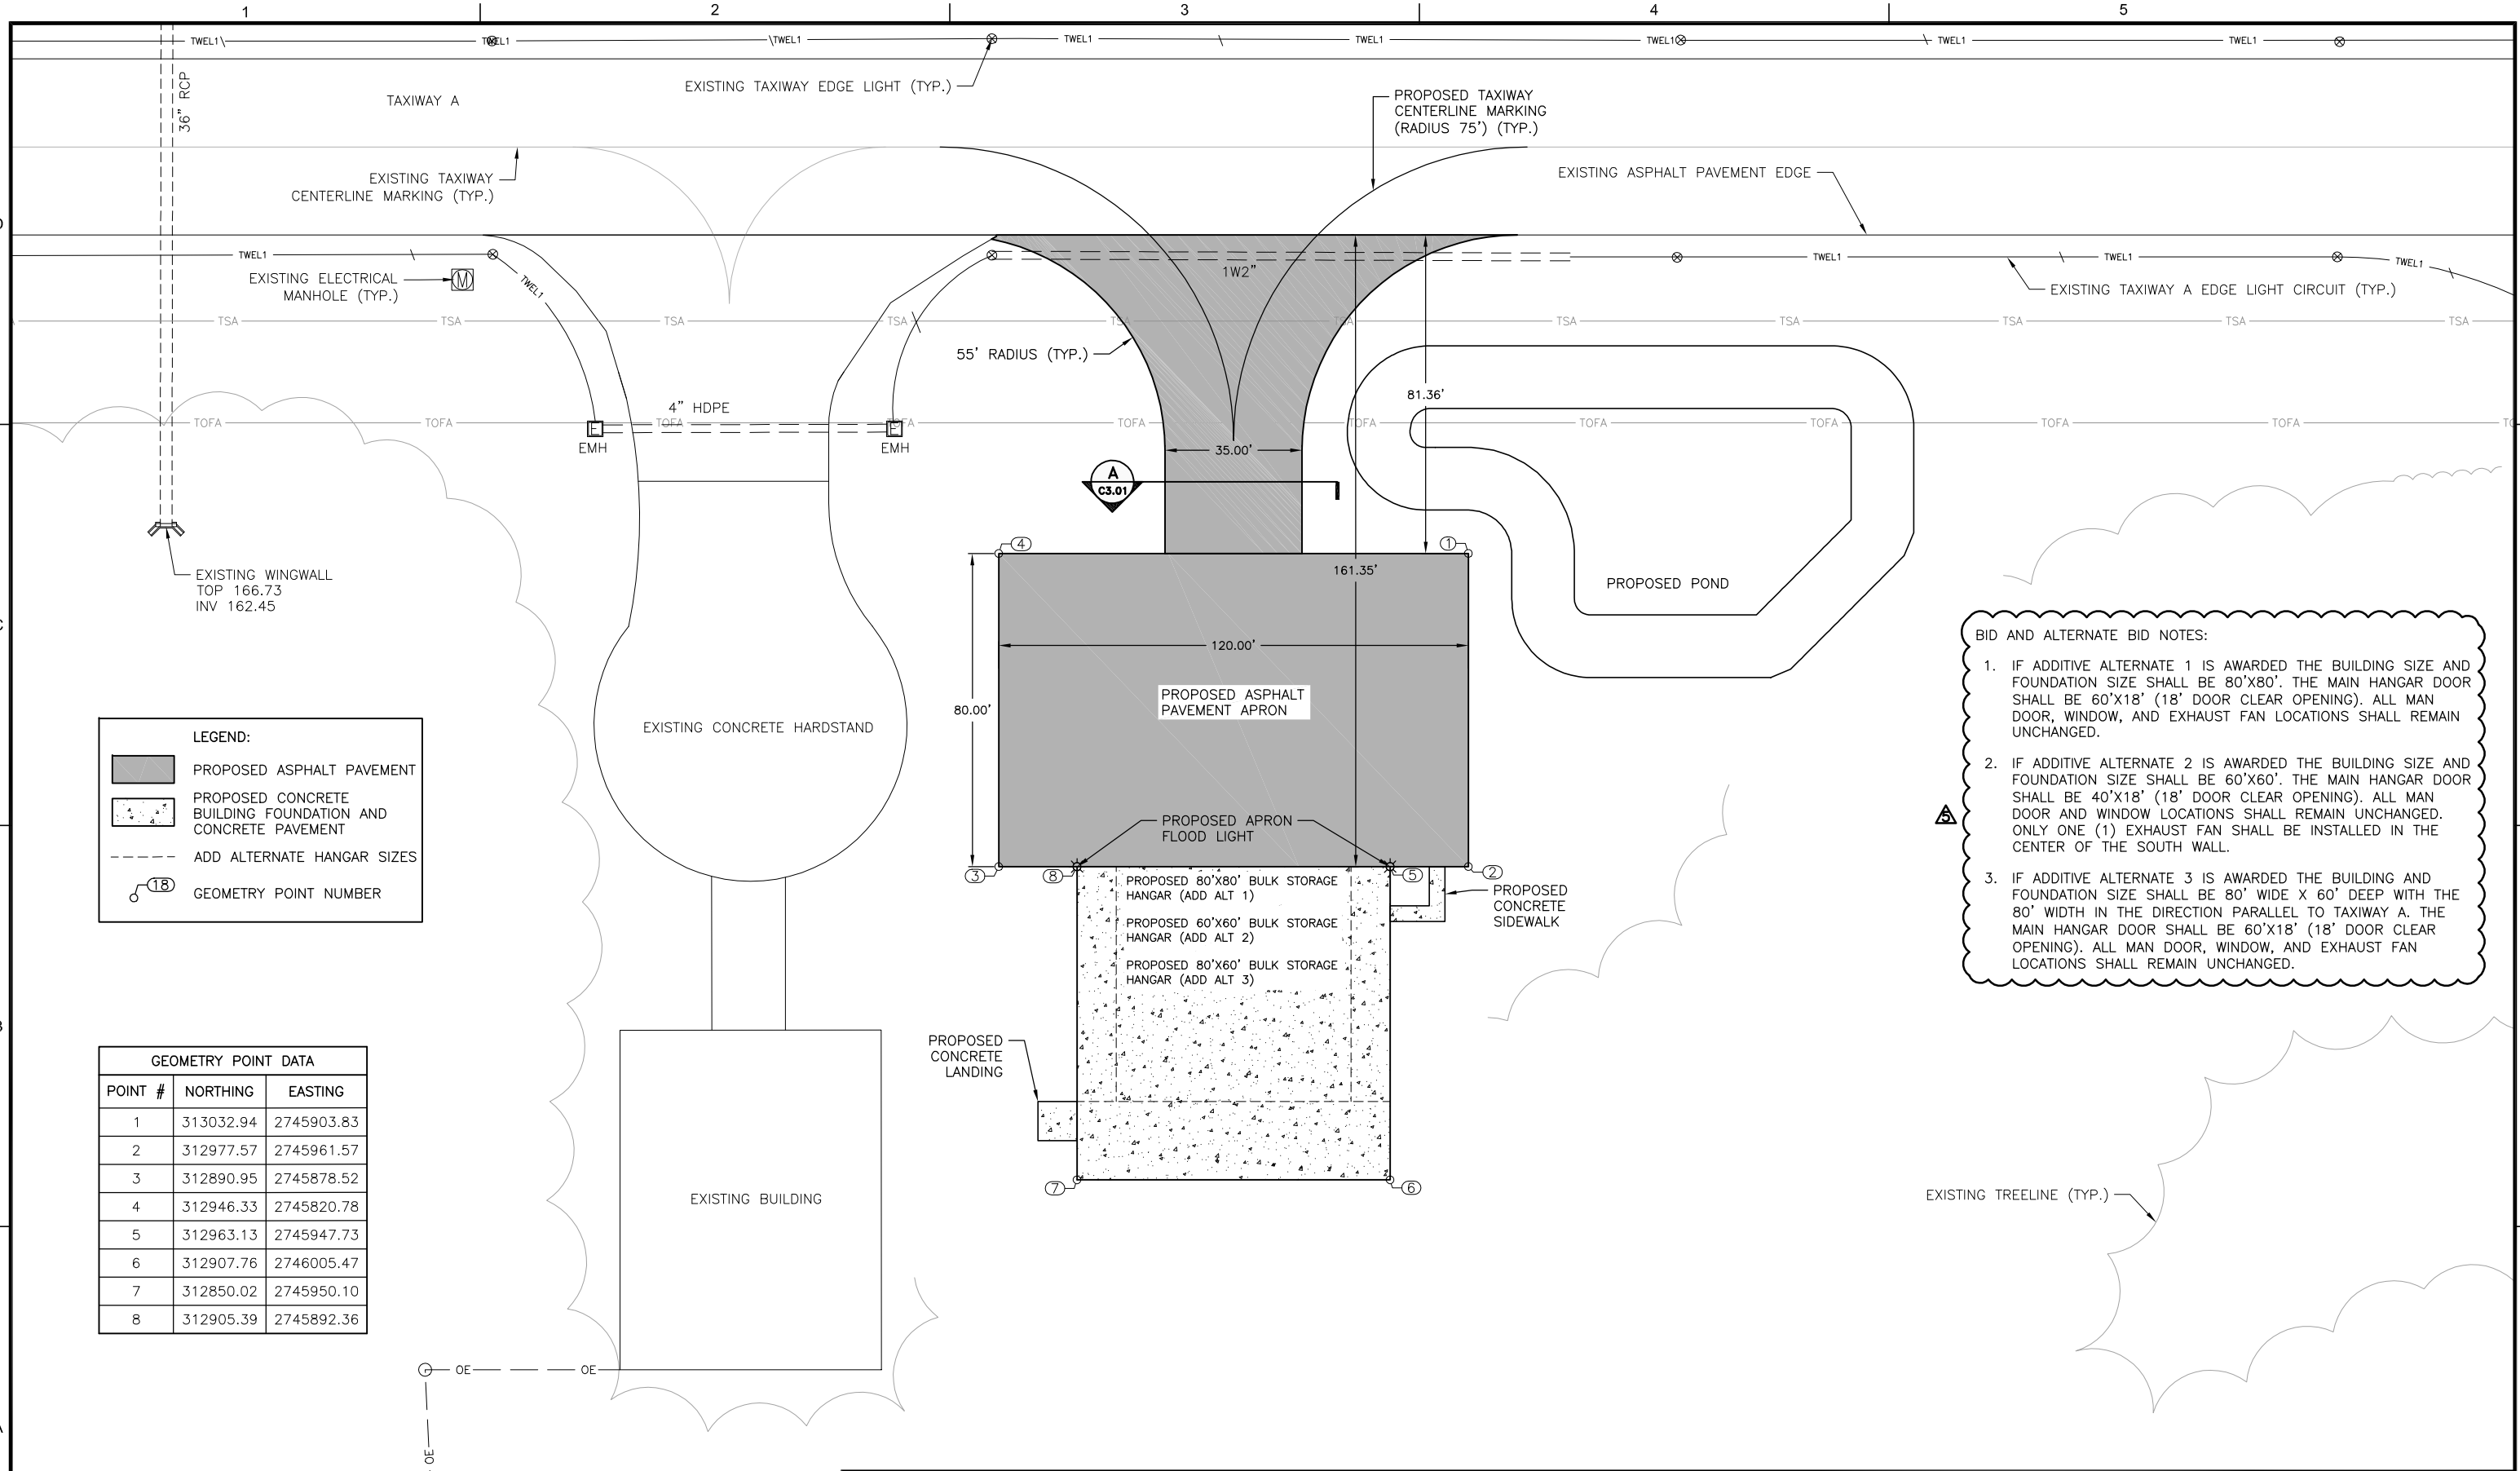 1 2 3 4 5
TWEL1 TWEL1 TWEL1 TWEL1 TWEL1 TWEL1 TWEL1 TWEL1
36" RCP
TAXIWAY A
EXISTING TAXIWAY EDGE LIGHT (TYP.)
PROPOSED TAXIWAY
CENTERLINE MARKING
(RADIUS 75') (TYP.)
EXISTING TAXIWAY
CENTERLINE MARKING (TYP.)
EXISTING ASPHALT PAVEMENT EDGE
TWEL1 TWEL1 TWEL1 TWEL1 TWEL1
EXISTING ELECTRICAL
MANHOLE (TYP.)
M
1W2"
EXISTING TAXIWAY A EDGE LIGHT CIRCUIT (TYP.)
TSA TSA TSA TSA TSA TSA TSA TSA TSA TSA TSA
55' RADIUS (TYP.)
81.36'
4" HDPE
TOFA TOFA TOFA TOFA TOFA TOFA TOFA TOFA TOFA TOFA
E E
EMH EMH
35.00'
A
C3.01
4 1
EXISTING WINGWALL
TOP 166.73
INV 162.45
161.35'
PROPOSED POND
120.00'
80.00'
PROPOSED ASPHALT
PAVEMENT APRON
EXISTING CONCRETE HARDSTAND
BID AND ALTERNATE BID NOTES:
1. IF ADDITIVE ALTERNATE 1 IS AWARDED THE BUILDING SIZE AND
FOUNDATION SIZE SHALL BE 80'X80'. THE MAIN HANGAR DOOR
SHALL BE 60'X18' (18' DOOR CLEAR OPENING). ALL MAN
DOOR, WINDOW, AND EXHAUST FAN LOCATIONS SHALL REMAIN
UNCHANGED.
2. IF ADDITIVE ALTERNATE 2 IS AWARDED THE BUILDING SIZE AND
FOUNDATION SIZE SHALL BE 60'X60'. THE MAIN HANGAR DOOR
SHALL BE 40'X18' (18' DOOR CLEAR OPENING). ALL MAN
DOOR AND WINDOW LOCATIONS SHALL REMAIN UNCHANGED.
ONLY ONE (1) EXHAUST FAN SHALL BE INSTALLED IN THE
CENTER OF THE SOUTH WALL.
3. IF ADDITIVE ALTERNATE 3 IS AWARDED THE BUILDING AND
FOUNDATION SIZE SHALL BE 80' WIDE X 60' DEEP WITH THE
80' WIDTH IN THE DIRECTION PARALLEL TO TAXIWAY A. THE
MAIN HANGAR DOOR SHALL BE 60'X18' (18' DOOR CLEAR
OPENING). ALL MAN DOOR, WINDOW, AND EXHAUST FAN
LOCATIONS SHALL REMAIN UNCHANGED.
5
LEGEND:
PROPOSED ASPHALT PAVEMENT
PROPOSED CONCRETE
BUILDING FOUNDATION AND
CONCRETE PAVEMENT
ADD ALTERNATE HANGAR SIZES
18 GEOMETRY POINT NUMBER
PROPOSED APRON
FLOOD LIGHT
3 8 5 2
PROPOSED 80'X80' BULK STORAGE
HANGAR (ADD ALT 1)
PROPOSED 60'X60' BULK STORAGE
HANGAR (ADD ALT 2)
PROPOSED 80'X60' BULK STORAGE
HANGAR (ADD ALT 3)
PROPOSED
CONCRETE
SIDEWALK
PROPOSED
CONCRETE
LANDING
7 6
GEOMETRY POINT DATA
POINT # NORTHING EASTING
1 313032.94 2745903.83
2 312977.57 2745961.57
3 312890.95 2745878.52
4 312946.33 2745820.78
5 312963.13 2745947.73
6 312907.76 2746005.47
7 312850.02 2745950.10
8 312905.39 2745892.36
EXISTING BUILDING
EXISTING TREELINE (TYP.)
OE OE
OE